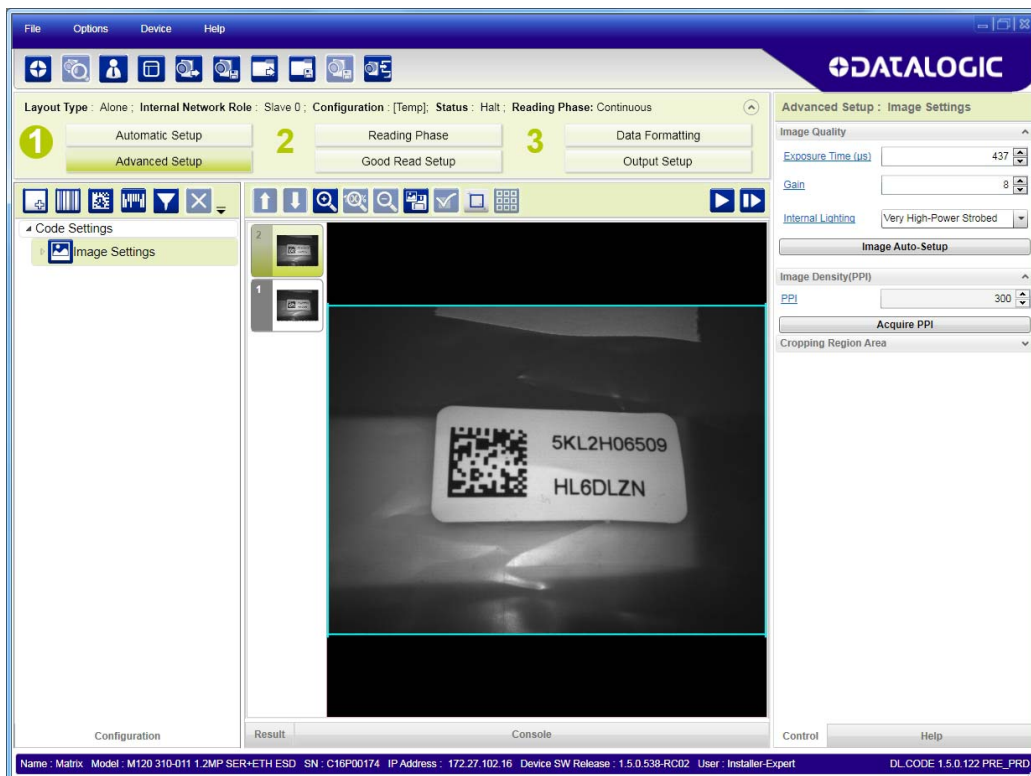 File Options Device Help
DATALOGIC
Layout Type : Alone ; Internal Network Role : Slave 0 ; Configuration : [Temp]; Status : Halt ; Reading Phase: Continuous
1
Automatic Setup
Advanced Setup
2
Reading Phase
Good Read Setup
3
Data Formatting
Output Setup
Code Settings
Image Settings
Configuration
100%
2
1
5KL2H06509
HL6DLZN
Result Console
Advanced Setup : Image Settings
Image Quality
Exposure Time (µs) 437
Gain 8
Internal Lighting Very High-Power Strobed
Image Auto-Setup
Image Density(PPI)
PPI 300
Acquire PPI
Cropping Region Area
Control Help
Name : Matrix Model : M120 310-011 1.2MP SER+ETH ESD SN : C16P00174 IP Address : 172.27.102.16 Device SW Release : 1.5.0.538-RC02 User : Installer-Expert DL.CODE 1.5.0.122 PRE_PRD